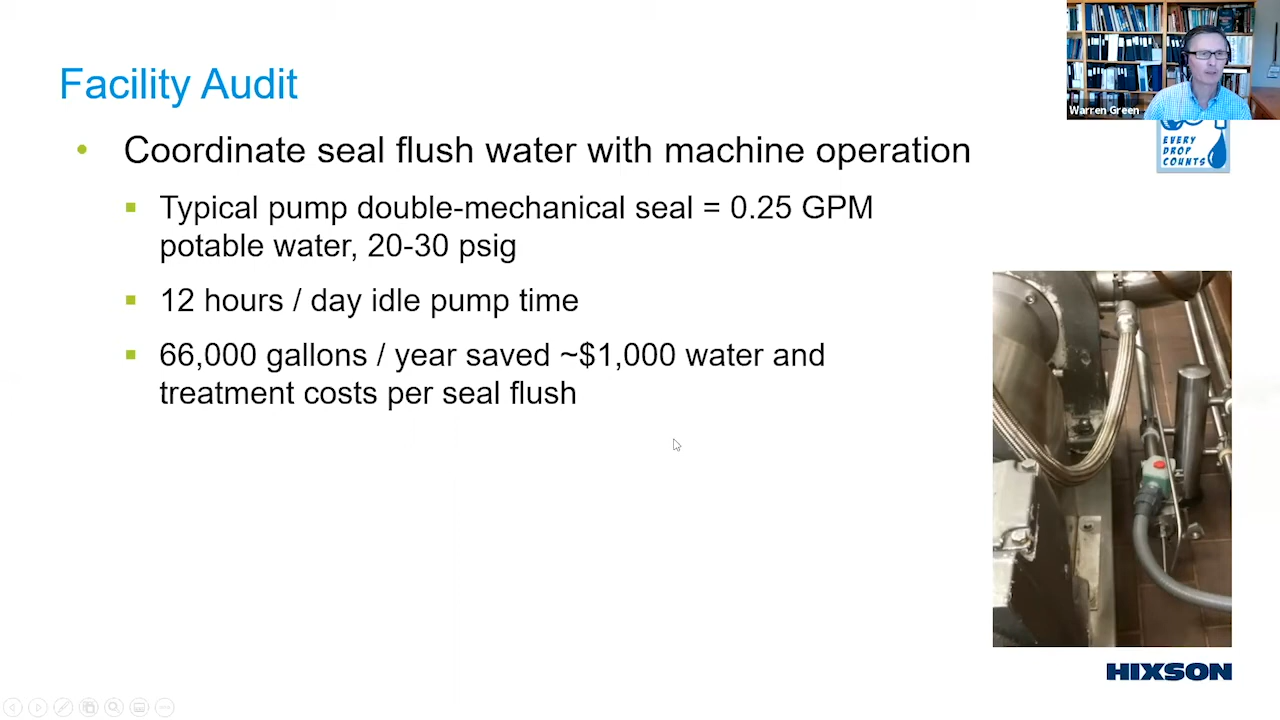 Facility Audit
Warren Green
EVERY
DROP
COUNTS
• Coordinate seal flush water with machine operation
▪ Typical pump double-mechanical seal = 0.25 GPM
potable water, 20-30 psig
▪ 12 hours / day idle pump time
▪ 66,000 gallons / year saved ~$1,000 water and
treatment costs per seal flush
HIXSON